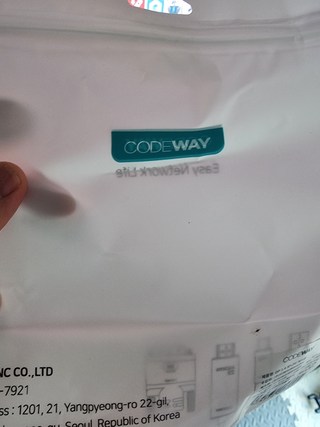 CODEWAY
Easy Network Life
NC CO.,LTD
-7921
ss : 1201, 21, Yangpyeong-ro 22-gil,
Seoul, Republic of Korea
CODEWAY